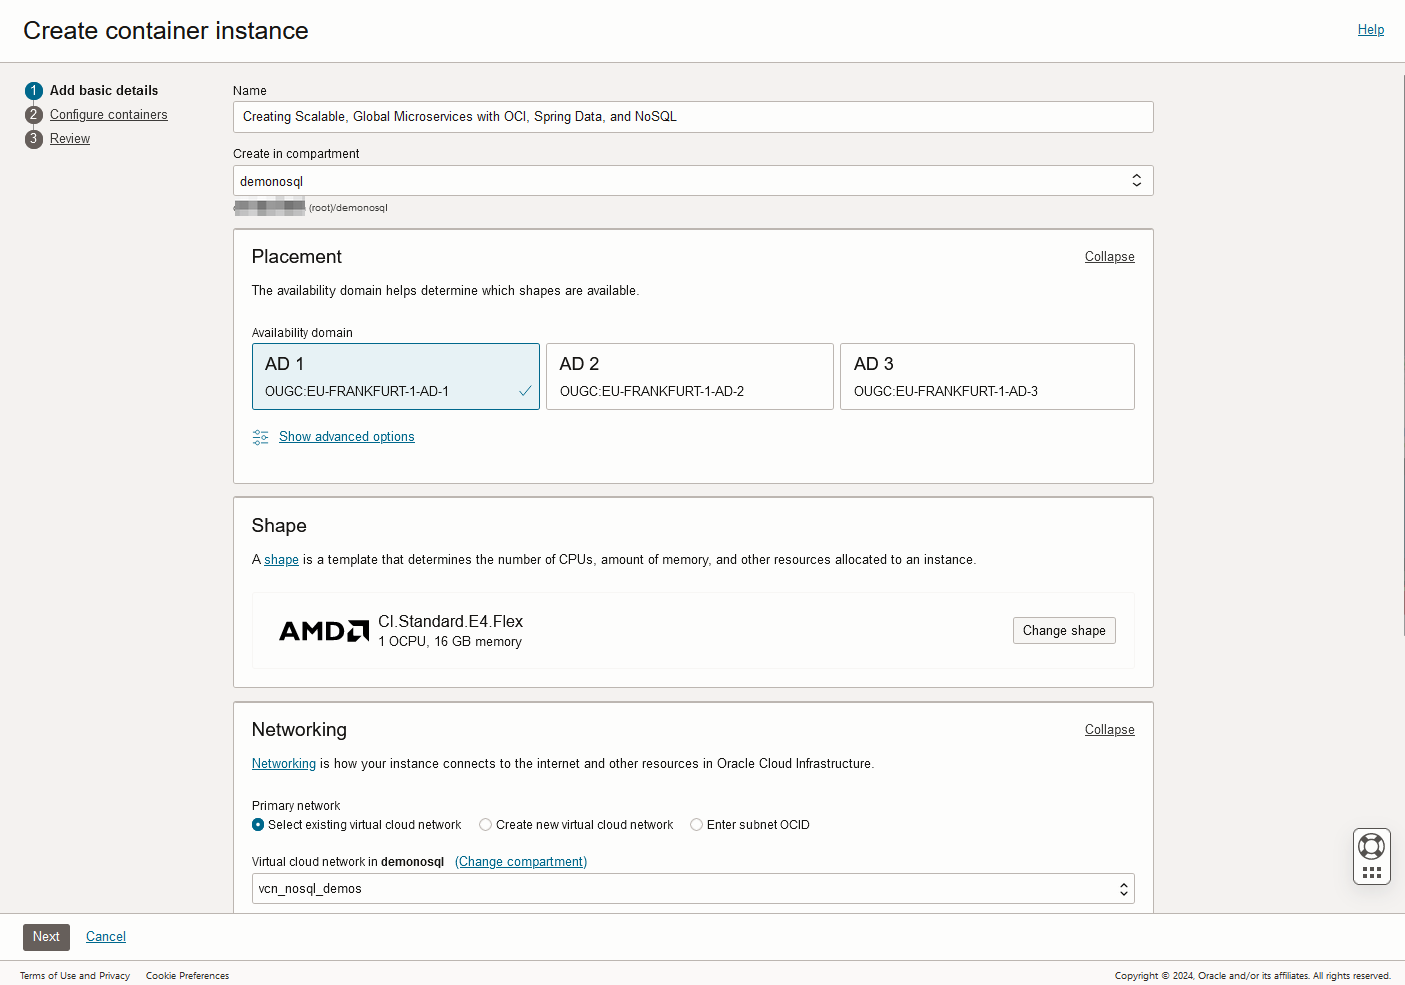 Create container instance
Help
1 Add basic details
2 Configure containers
3 Review
Name
Creating Scalable, Global Microservices with OCI, Spring Data, and NoSQL
Create in compartment
demonosql
(root)/demonosql
Placement
Collapse
The availability domain helps determine which shapes are available.
Availability domain
AD 1
OUGC:EU-FRANKFURT-1-AD-1
AD 2
OUGC:EU-FRANKFURT-1-AD-2
AD 3
OUGC:EU-FRANKFURT-1-AD-3
Show advanced options
Shape
A shape is a template that determines the number of CPUs, amount of memory, and other resources allocated to an instance.
AMD
CI.Standard.E4.Flex
1 OCPU, 16 GB memory
Change shape
Networking
Collapse
Networking is how your instance connects to the internet and other resources in Oracle Cloud Infrastructure.
Primary network
Select existing virtual cloud network Create new virtual cloud network Enter subnet OCID
Virtual cloud network in demonosql (Change compartment)
vcn_nosql_demos
Next Cancel
Terms of Use and Privacy Cookie Preferences
Copyright © 2024, Oracle and/or its affiliates. All rights reserved.